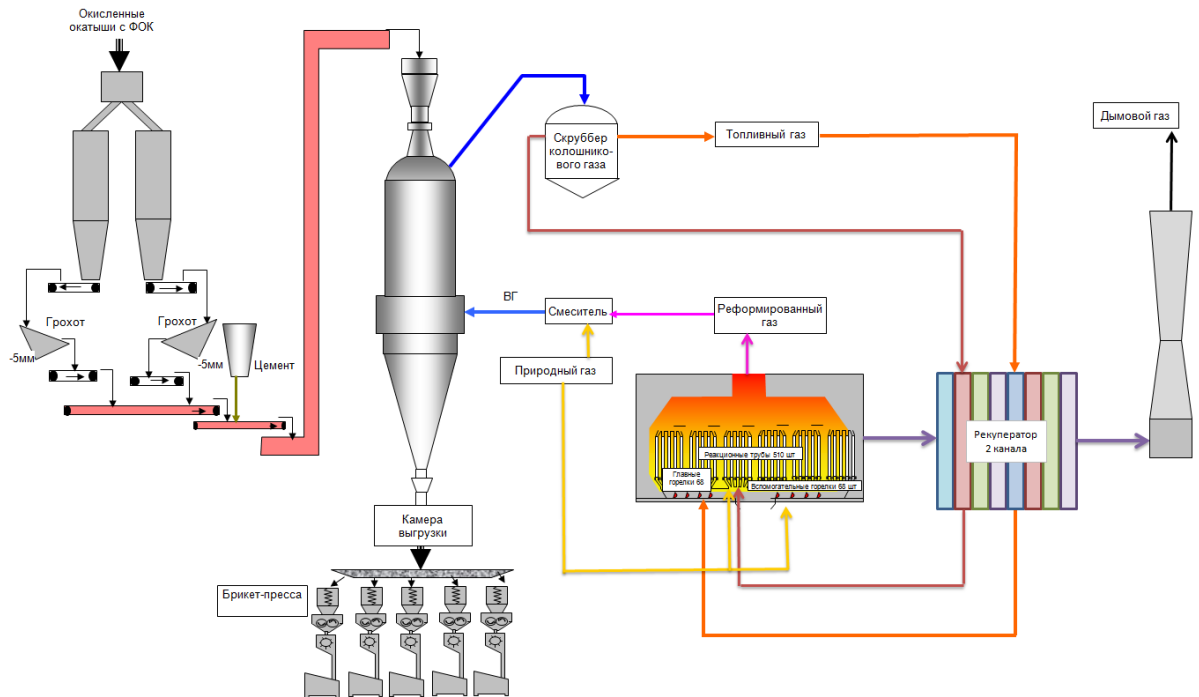 Окисленные
окатыши с ФОК
Дымовой газ
Скруббер
колошнико-
вого газа
Топливный газ
ВГ
Смеситель
Реформированный
газ
Грохот
Грохот
-5мм
-5мм
Цемент
Природный газ
Рекуператор
2 канала
Реакционные трубы 510 шт
Главные
горелки 68
Вспомогательные горелки 68 шт
Камера
выгрузки
Брикет-пресса